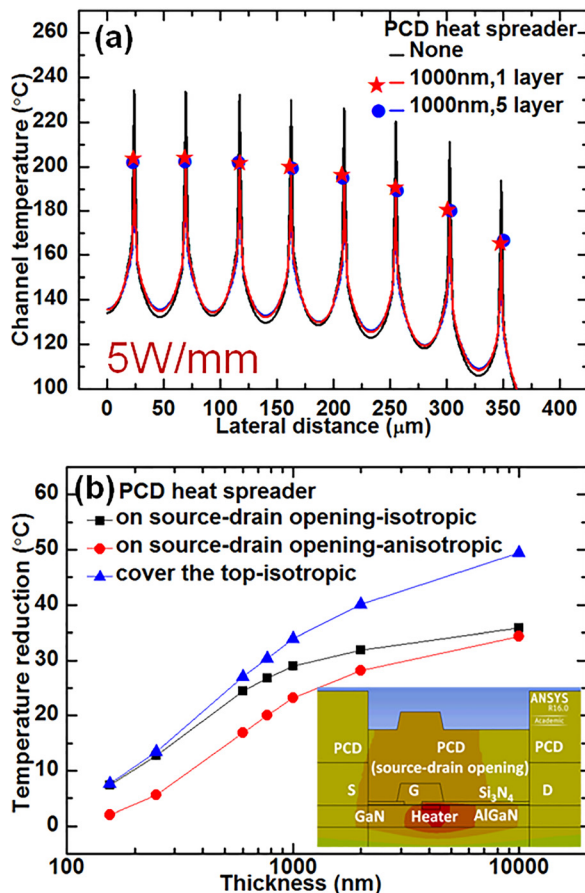 (a)
PCD heat spreader
None
1000nm,1 layer
1000nm,5 layer
260
240
220
200
180
160
140
120
100
Channel temperature (°C)
5W/mm
0 50 100 150 200 250 300 350 400
Lateral distance (μm)
(b) PCD heat spreader
on source-drain opening-isotropic
on source-drain opening-anisotropic
cover the top-isotropic
60
50
40
30
20
10
0
Temperature reduction (°C)
ANSYS
R16.0
Academic
PCD PCD PCD
(source-drain opening)
S G Si₃N₄ D
GaN Heater AlGaN
100 1000 10000
Thickness (nm)